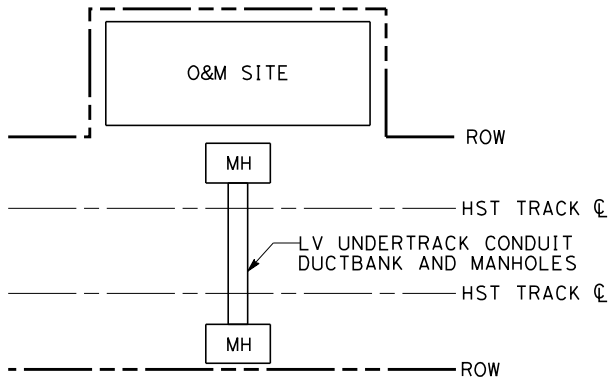 O&M SITE
ROW
MH
HST TRACK ℄
LV UNDERTRACK CONDUIT
DUCTBANK AND MANHOLES
HST TRACK ℄
MH
ROW